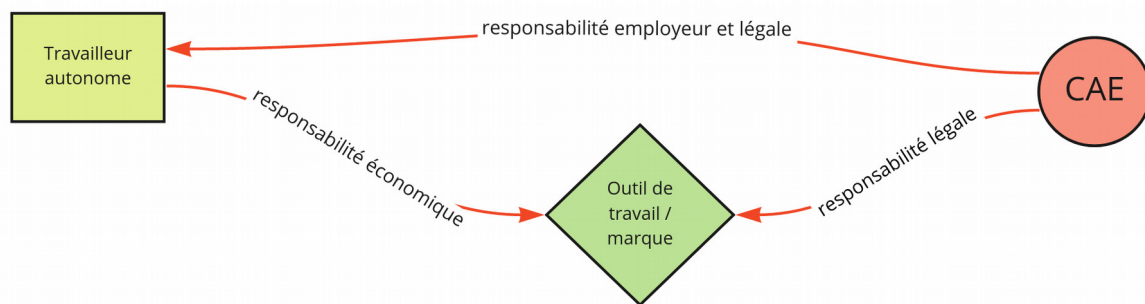 responsabilité employeur et légale
Travailleur
autonome
CAE
responsabilité économique
responsabilité légale
Outil de
travail /
marque